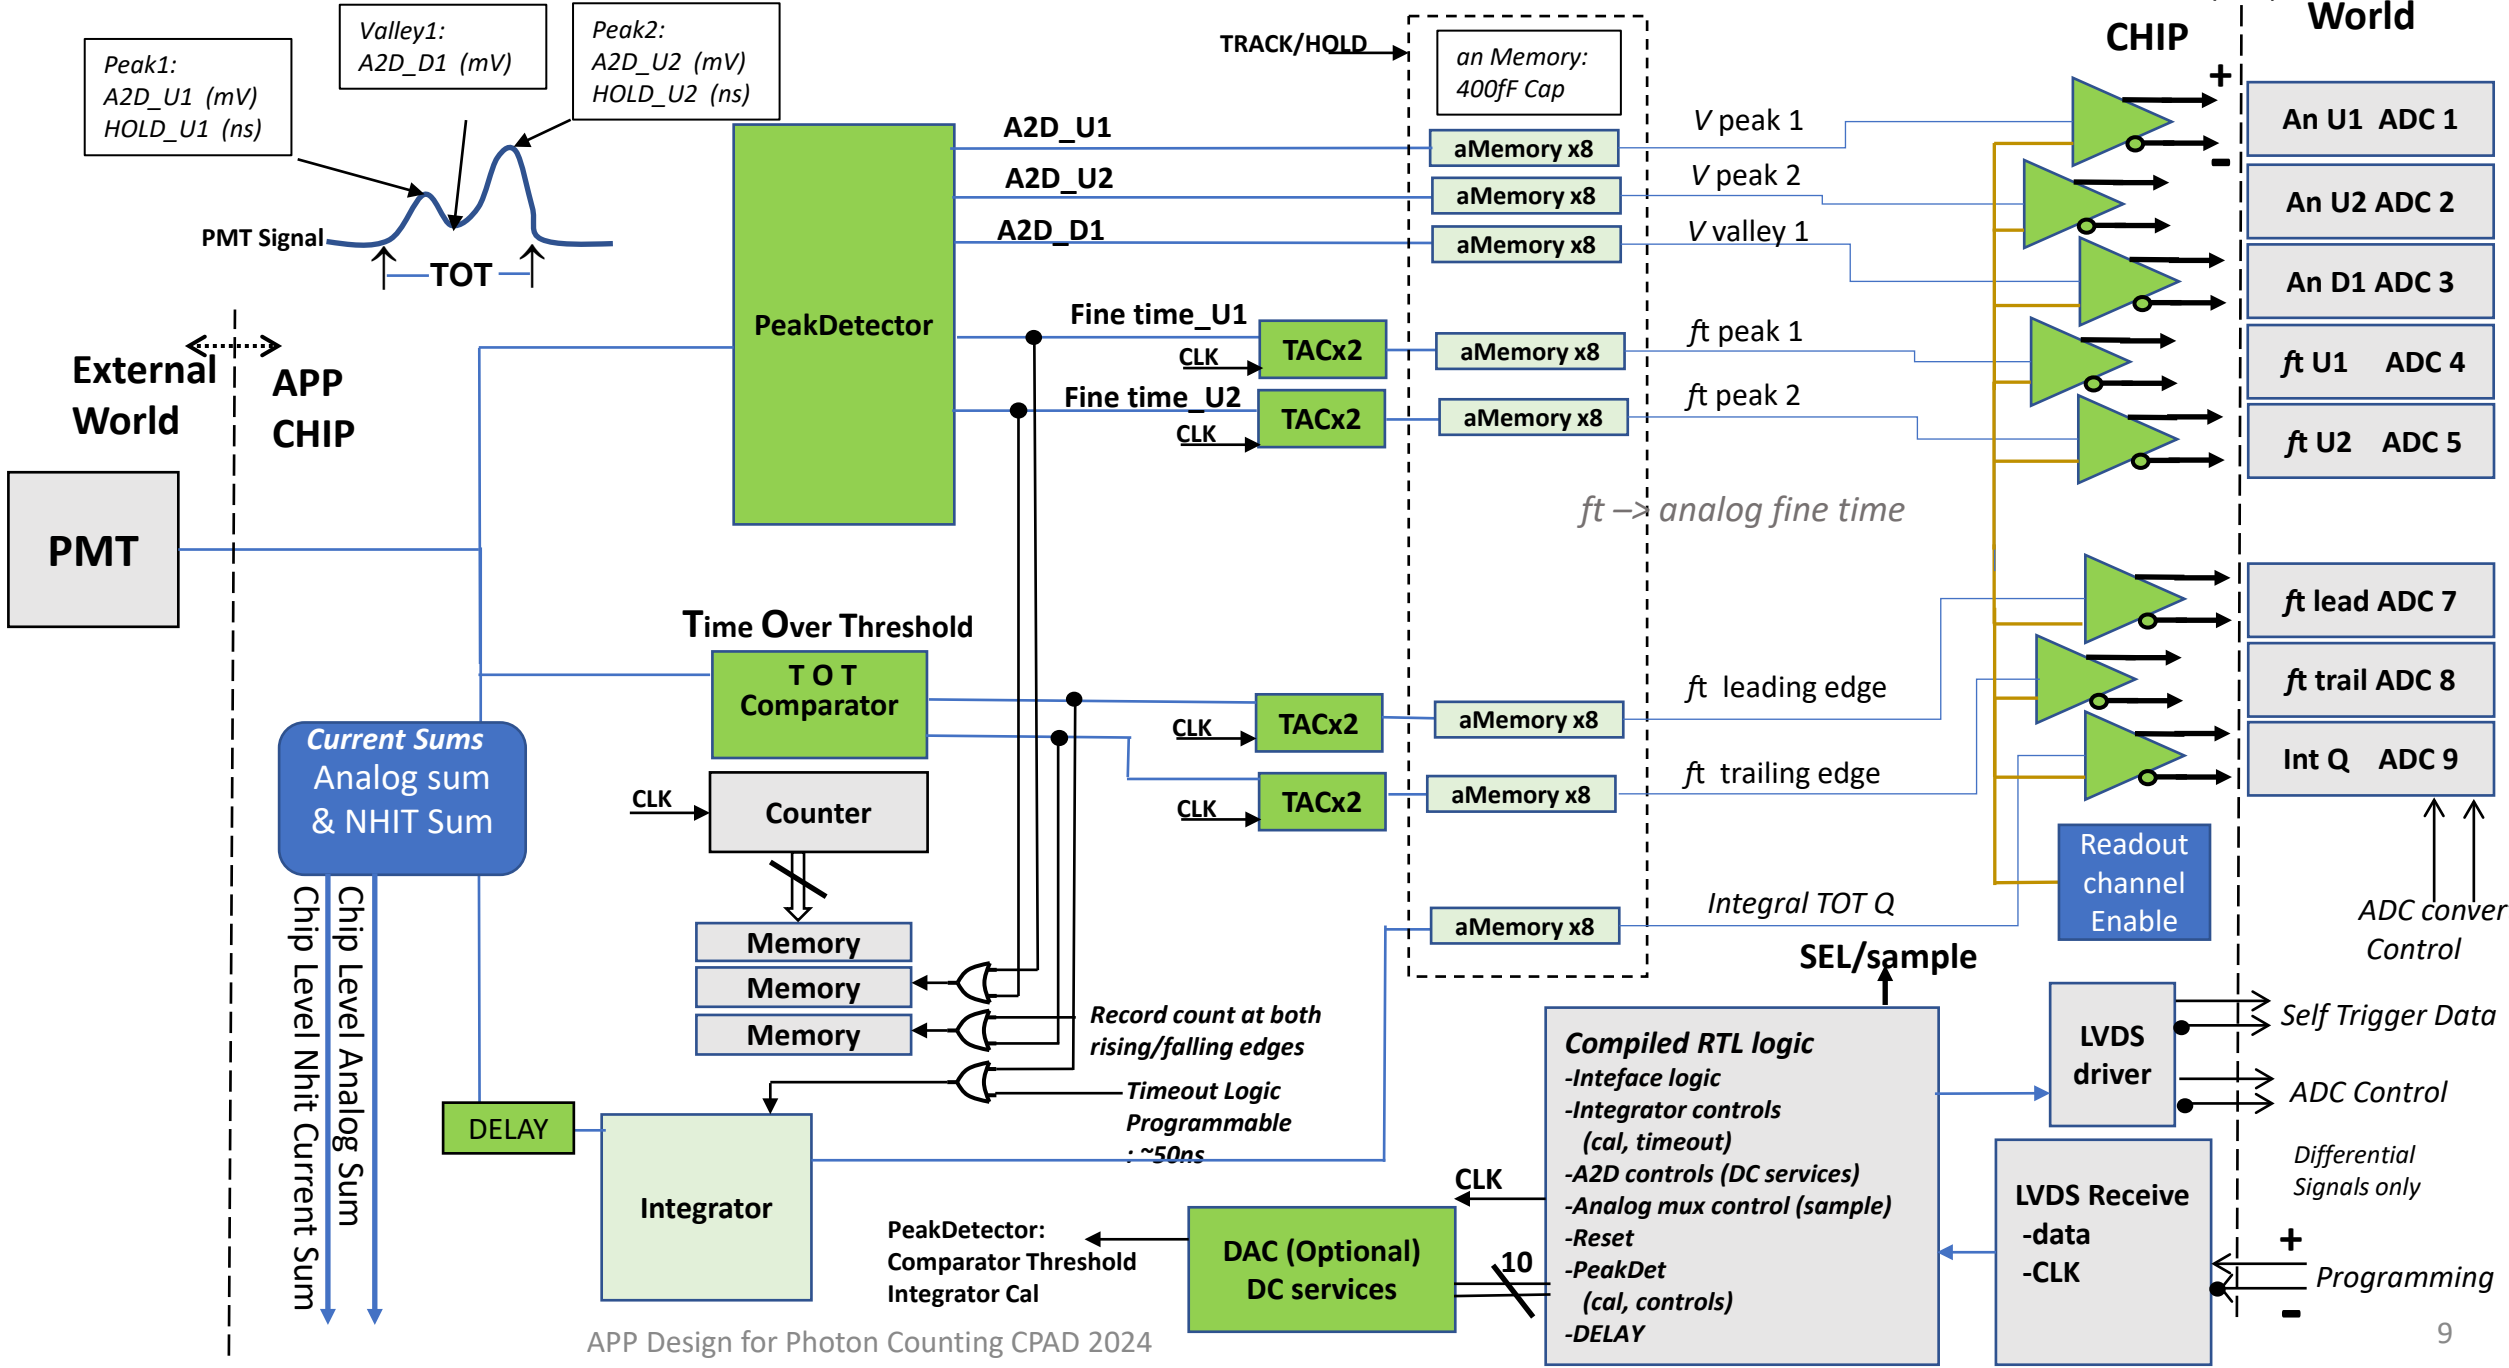 Peak1:
A2D_U1 (mV)
HOLD_U1 (ns)
Valley1:
A2D_D1 (mV)
Peak2:
A2D_U2 (mV)
HOLD_U2 (ns)
PMT Signal
TOT
TRACK/HOLD
an Memory:
400fF Cap
CHIP
World
+
-
External
World
APP
CHIP
PMT
PeakDetector
A2D_U1
A2D_U2
A2D_D1
Fine time_U1
Fine time_U2
CLK
CLK
TACx2
TACx2
aMemory x8
aMemory x8
aMemory x8
aMemory x8
aMemory x8
V peak 1
V peak 2
V valley 1
ft peak 1
ft peak 2
ft –> analog fine time
An U1 ADC 1
An U2 ADC 2
An D1 ADC 3
ft U1 ADC 4
ft U2 ADC 5
ft lead ADC 7
ft trail ADC 8
Int Q ADC 9
Time Over Threshold
T O T
Comparator
CLK
CLK
TACx2
TACx2
aMemory x8
aMemory x8
ft leading edge
ft trailing edge
Current Sums
Analog sum
& NHIT Sum
Chip Level Analog Sum
Chip Level Nhit Current Sum
CLK
Counter
Memory
Memory
Memory
Record count at both
rising/falling edges
Timeout Logic
Programmable
: ~50ns
DELAY
Integrator
aMemory x8
Integral TOT Q
Readout
channel
Enable
ADC conver
Control
SEL/sample
Compiled RTL logic
-Inteface logic
-Integrator controls
(cal, timeout)
-A2D controls (DC services)
-Analog mux control (sample)
-Reset
-PeakDet
(cal, controls)
-DELAY
CLK
10
DAC (Optional)
DC services
PeakDetector:
Comparator Threshold
Integrator Cal
LVDS
driver
Self Trigger Data
ADC Control
Differential
Signals only
LVDS Receive
-data
-CLK
+
Programming
-
APP Design for Photon Counting CPAD 2024
9